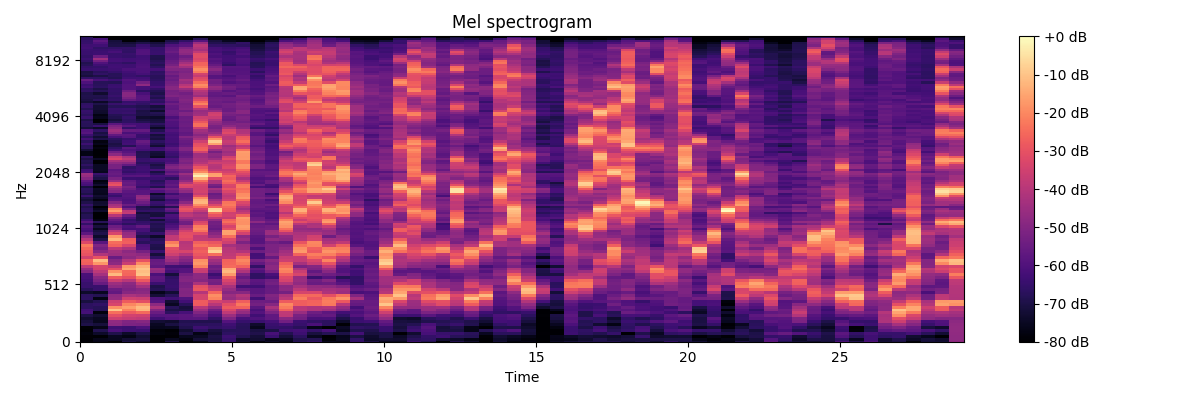 Mel spectrogram
8192
4096
2048
1024
512
0
Hz
0 5 10 15 20 25
Time
+0 dB
-10 dB
-20 dB
-30 dB
-40 dB
-50 dB
-60 dB
-70 dB
-80 dB